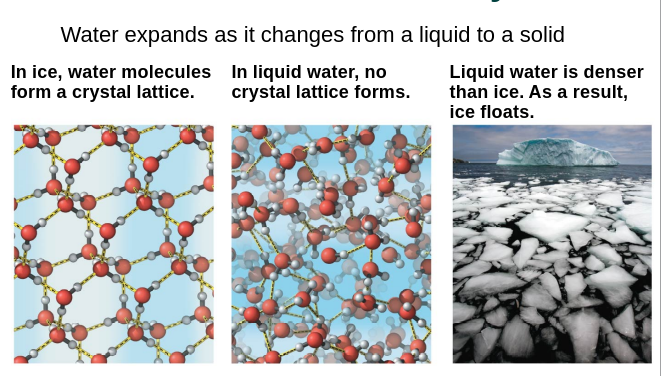 Water expands as it changes from a liquid to a solid
In ice, water molecules
form a crystal lattice.
In liquid water, no
crystal lattice forms.
Liquid water is denser
than ice. As a result,
ice floats.